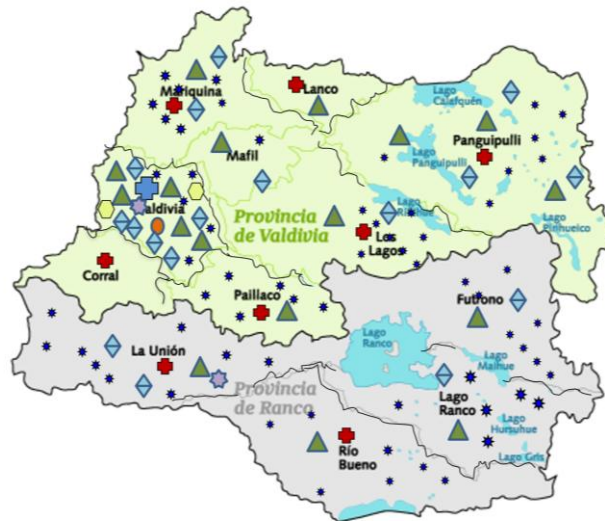 Mariquina
Lanco
Lago
Calafquén
Panguipulli
Mafil
Lago
Panguipulli
Valdivia
Lago
Riñihue
Lago
Pirihueico
Provincia
de Valdivia
Los
Lagos
Corral
Paillaco
Futrono
La Unión
Lago
Ranco
Lago
Maihue
Provincia
de Ranco
Lago
Ranco
Lago
Huishue
Lago Gris
Río
Bueno